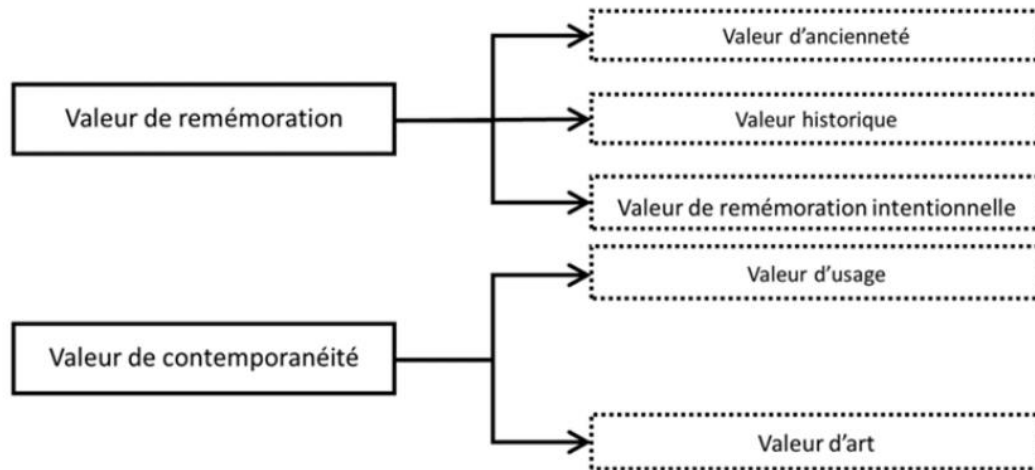 Valeur d’ancienneté
Valeur de remémoration
Valeur historique
Valeur de remémoration intentionnelle
Valeur d’usage
Valeur de contemporanéité
Valeur d’art